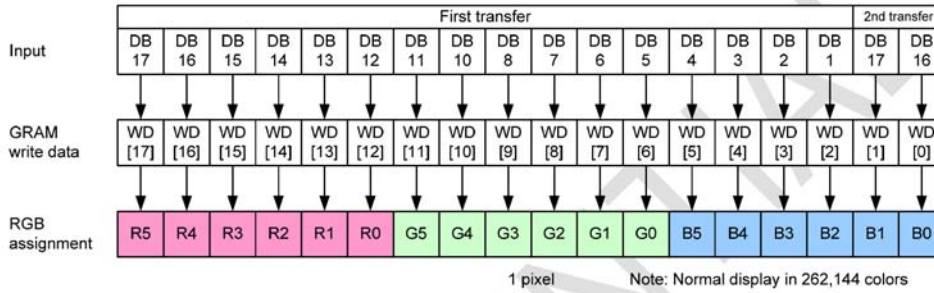 First transfer 2nd transfer
Input DB 17 DB 16 DB 15 DB 14 DB 13 DB 12 DB 11 DB 10 DB 8 DB 7 DB 6 DB 5 DB 4 DB 3 DB 2 DB 1 DB 17 DB 16
GRAM write data WD [17] WD [16] WD [15] WD [14] WD [13] WD [12] WD [11] WD [10] WD [9] WD [8] WD [7] WD [6] WD [5] WD [4] WD [3] WD [2] WD [1] WD [0]
RGB assignment R5 R4 R3 R2 R1 R0 G5 G4 G3 G2 G1 G0 B5 B4 B3 B2 B1 B0
1 pixel Note: Normal display in 262,144 colors